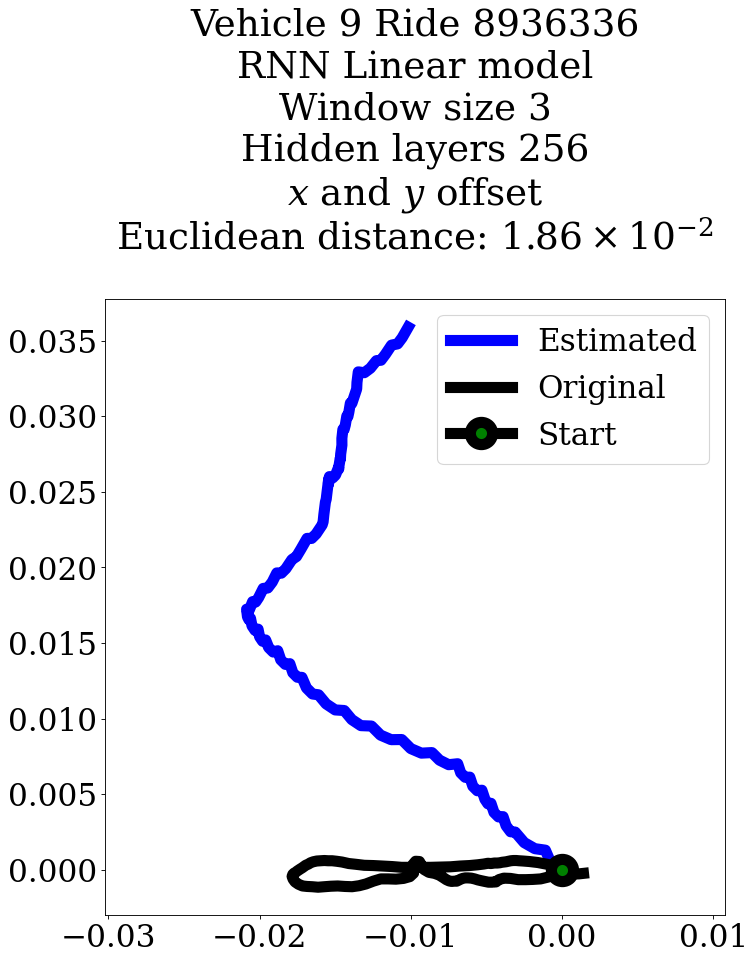 Vehicle 9 Ride 8936336
RNN Linear model
Window size 3
Hidden layers 256
x and y offset
Euclidean distance: 1.86 × 10⁻²
Estimated
Original
Start
0.035
0.030
0.025
0.020
0.015
0.010
0.005
0.000
−0.03 −0.02 −0.01 0.00 0.01